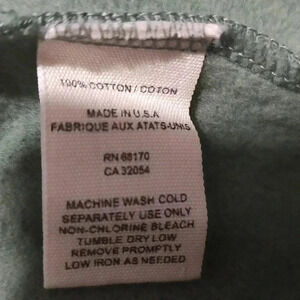 100% COTTON / COTON
MADE IN U.S.A
FABRIQUE AUX ATATS-UNIS
RN 68170
CA 32054
MACHINE WASH COLD
SEPARATELY USE ONLY
NON-CHLORINE BLEACH
TUMBLE DRY LOW
REMOVE PROMPTLY
LOW IRON AS NEEDED